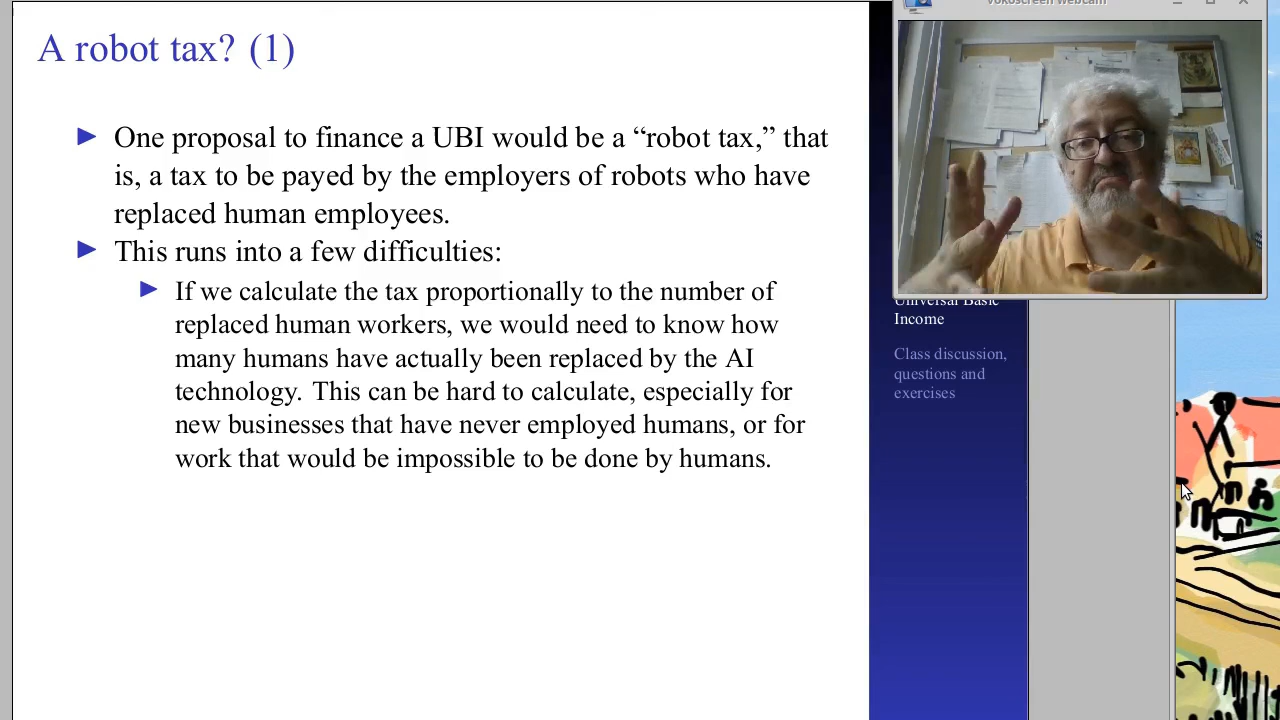 A robot tax? (1)
▶ One proposal to finance a UBI would be a “robot tax,” that
is, a tax to be payed by the employers of robots who have
replaced human employees.
▶ This runs into a few difficulties:
▶ If we calculate the tax proportionally to the number of
replaced human workers, we would need to know how
many humans have actually been replaced by the AI
technology. This can be hard to calculate, especially for
new businesses that have never employed humans, or for
work that would be impossible to be done by humans.
vokoscreen webcam
Universal Basic
Income
Class discussion,
questions and
exercises